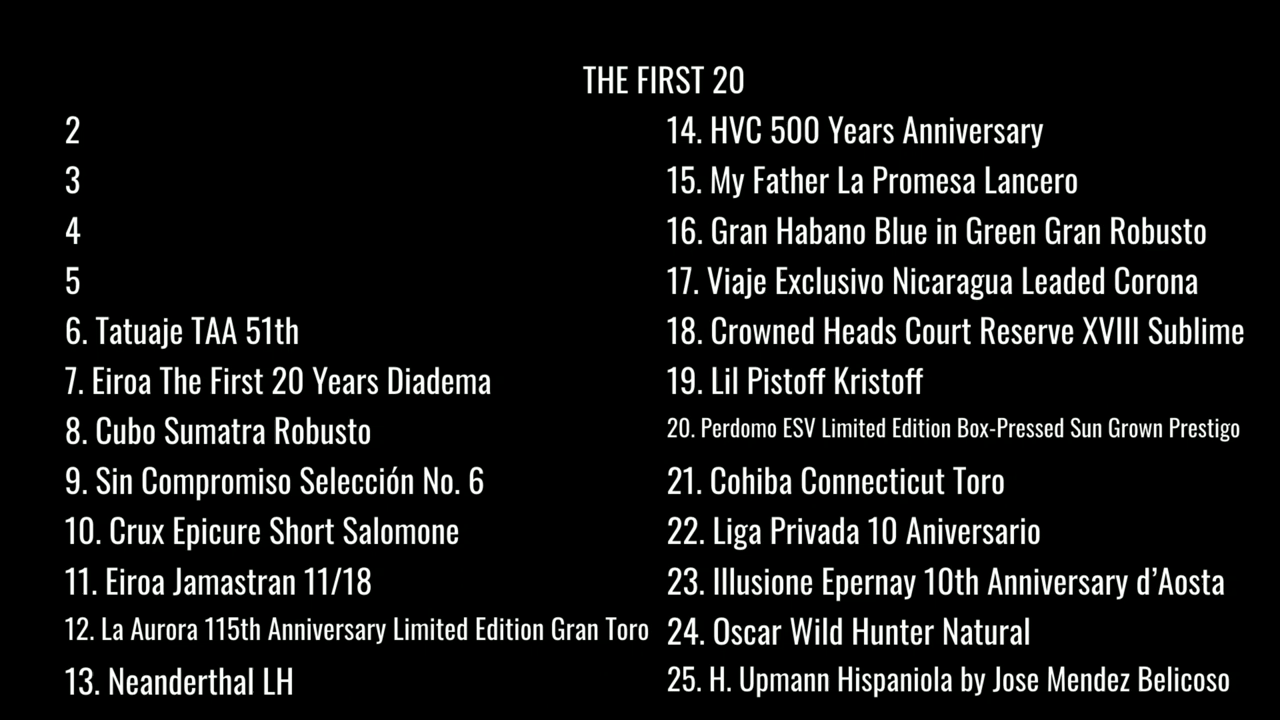 THE FIRST 20
2
3
4
5
6. Tatuaje TAA 51th
7. Eiroa The First 20 Years Diadema
8. Cubo Sumatra Robusto
9. Sin Compromiso Selección No. 6
10. Crux Epicure Short Salomone
11. Eiroa Jamastran 11/18
12. La Aurora 115th Anniversary Limited Edition Gran Toro
13. Neanderthal LH
14. HVC 500 Years Anniversary
15. My Father La Promesa Lancero
16. Gran Habano Blue in Green Gran Robusto
17. Viaje Exclusivo Nicaragua Leaded Corona
18. Crowned Heads Court Reserve XVIII Sublime
19. Lil Pistoff Kristoff
20. Perdomo ESV Limited Edition Box-Pressed Sun Grown Prestigo
21. Cohiba Connecticut Toro
22. Liga Privada 10 Aniversario
23. Illusione Epernay 10th Anniversary d’Aosta
24. Oscar Wild Hunter Natural
25. H. Upmann Hispaniola by Jose Mendez Belicoso